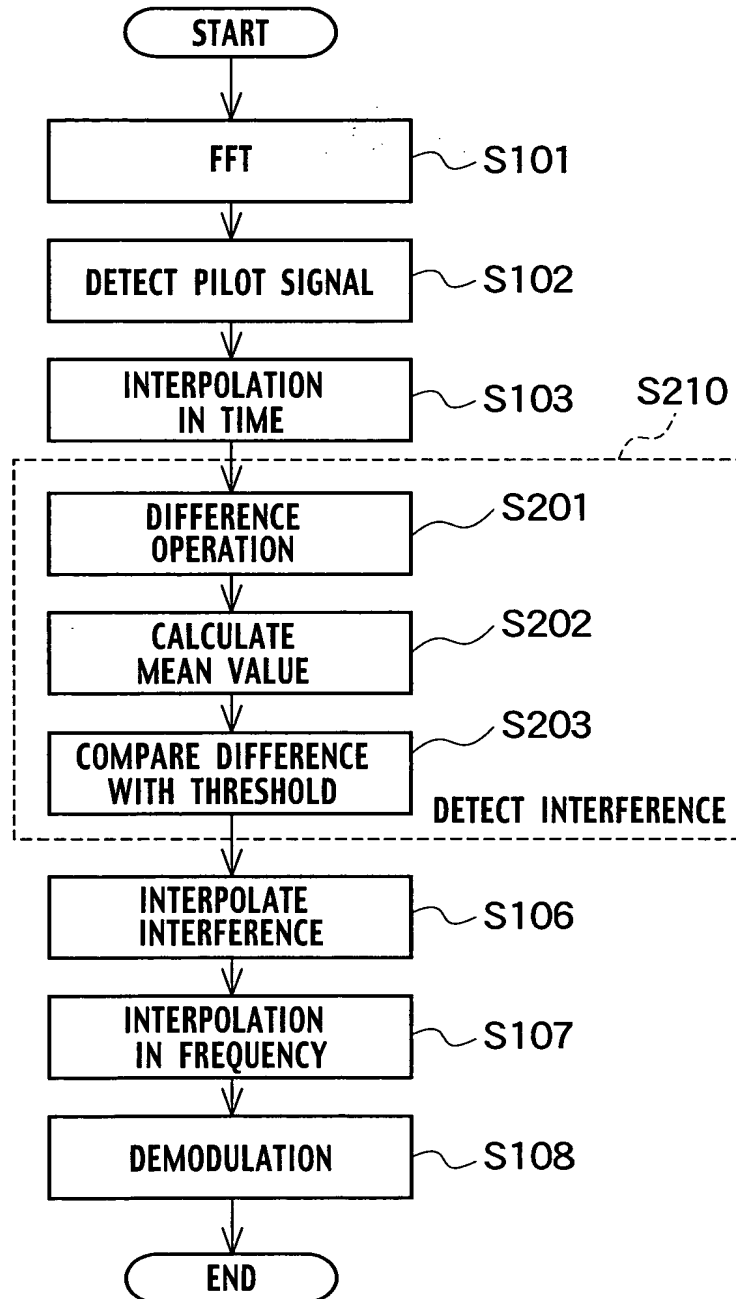 START
FFT
S101
DETECT PILOT SIGNAL
S102
INTERPOLATION
IN TIME
S103
S210
DIFFERENCE
OPERATION
S201
CALCULATE
MEAN VALUE
S202
COMPARE DIFFERENCE
WITH THRESHOLD
S203
DETECT INTERFERENCE
INTERPOLATE
INTERFERENCE
S106
INTERPOLATION
IN FREQUENCY
S107
DEMODULATION
S108
END